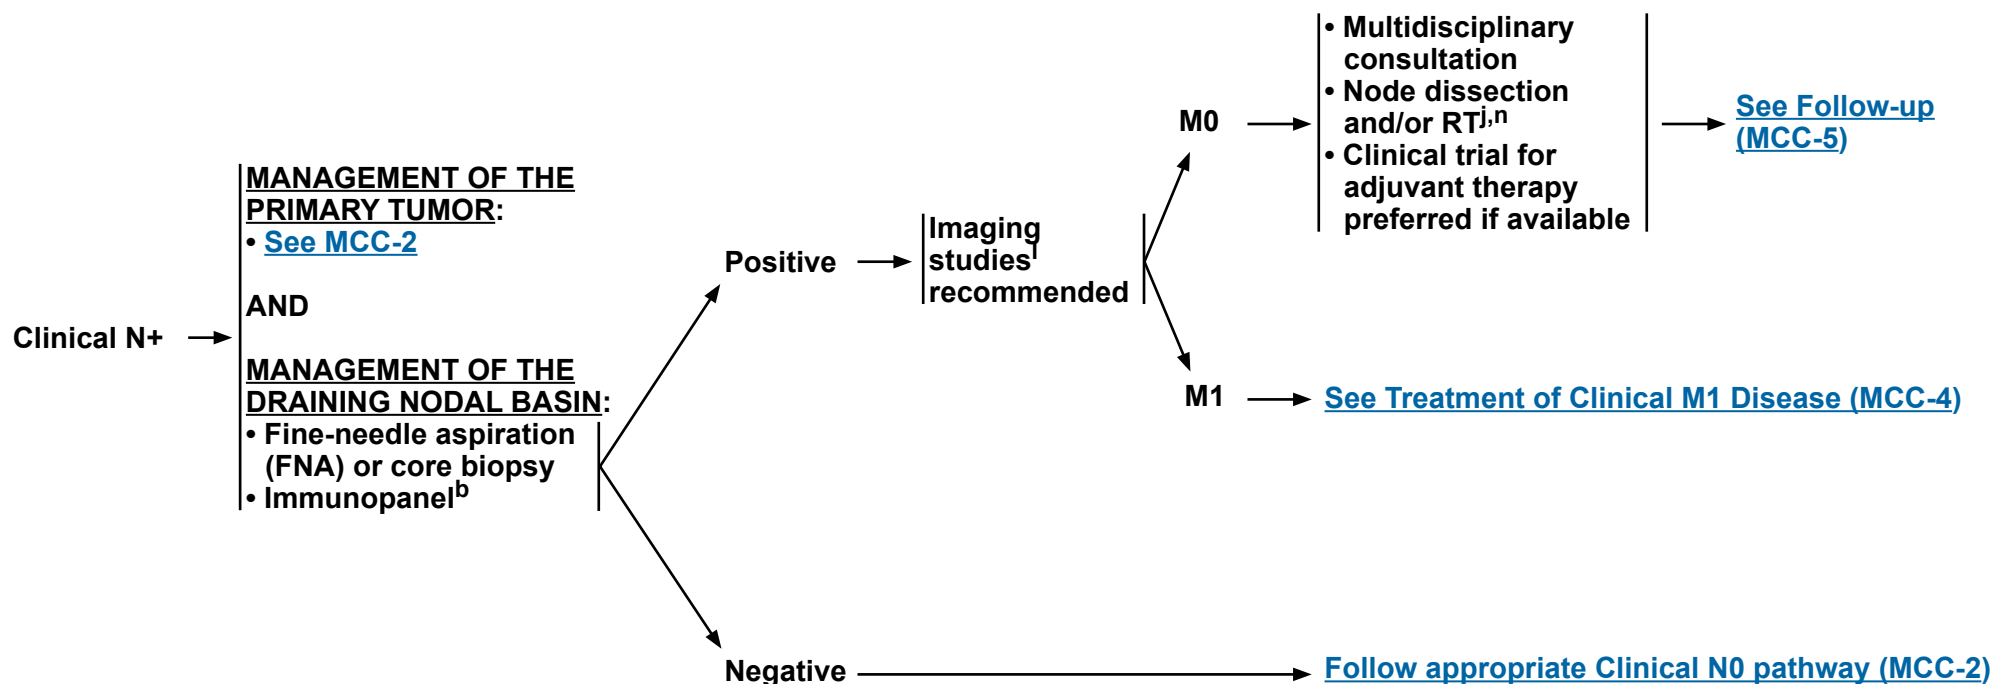 Clinical N+
MANAGEMENT OF THE
PRIMARY TUMOR:
• See MCC-2
AND
MANAGEMENT OF THE
DRAINING NODAL BASIN:
• Fine-needle aspiration
(FNA) or core biopsy
• Immunopanelb
Positive
Imaging
studiesl
recommended
M0
• Multidisciplinary
consultation
• Node dissection
and/or RTj,n
• Clinical trial for
adjuvant therapy
preferred if available
See Follow-up
(MCC-5)
M1
See Treatment of Clinical M1 Disease (MCC-4)
Negative
Follow appropriate Clinical N0 pathway (MCC-2)